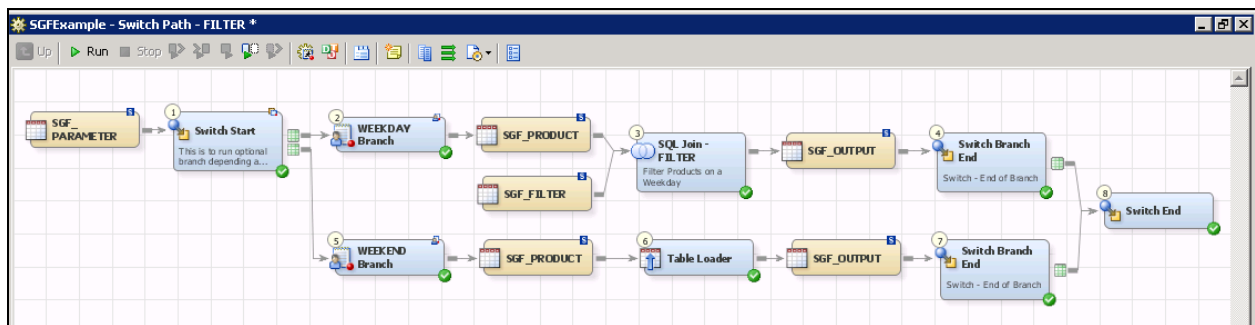 SGFExample - Switch Path - FILTER *
Up Run Stop
SGF_
PARAMETER
1
Switch Start
This is to run optional
branch depending a...
2
WEEKDAY
Branch
SGF_PRODUCT
SGF_FILTER
3
SQL Join -
FILTER
Filter Products on a
Weekday
SGF_OUTPUT
4
Switch Branch
End
Switch - End of Branch
5
WEEKEND
Branch
SGF_PRODUCT
6
Table Loader
SGF_OUTPUT
7
Switch Branch
End
Switch - End of Branch
8
Switch End